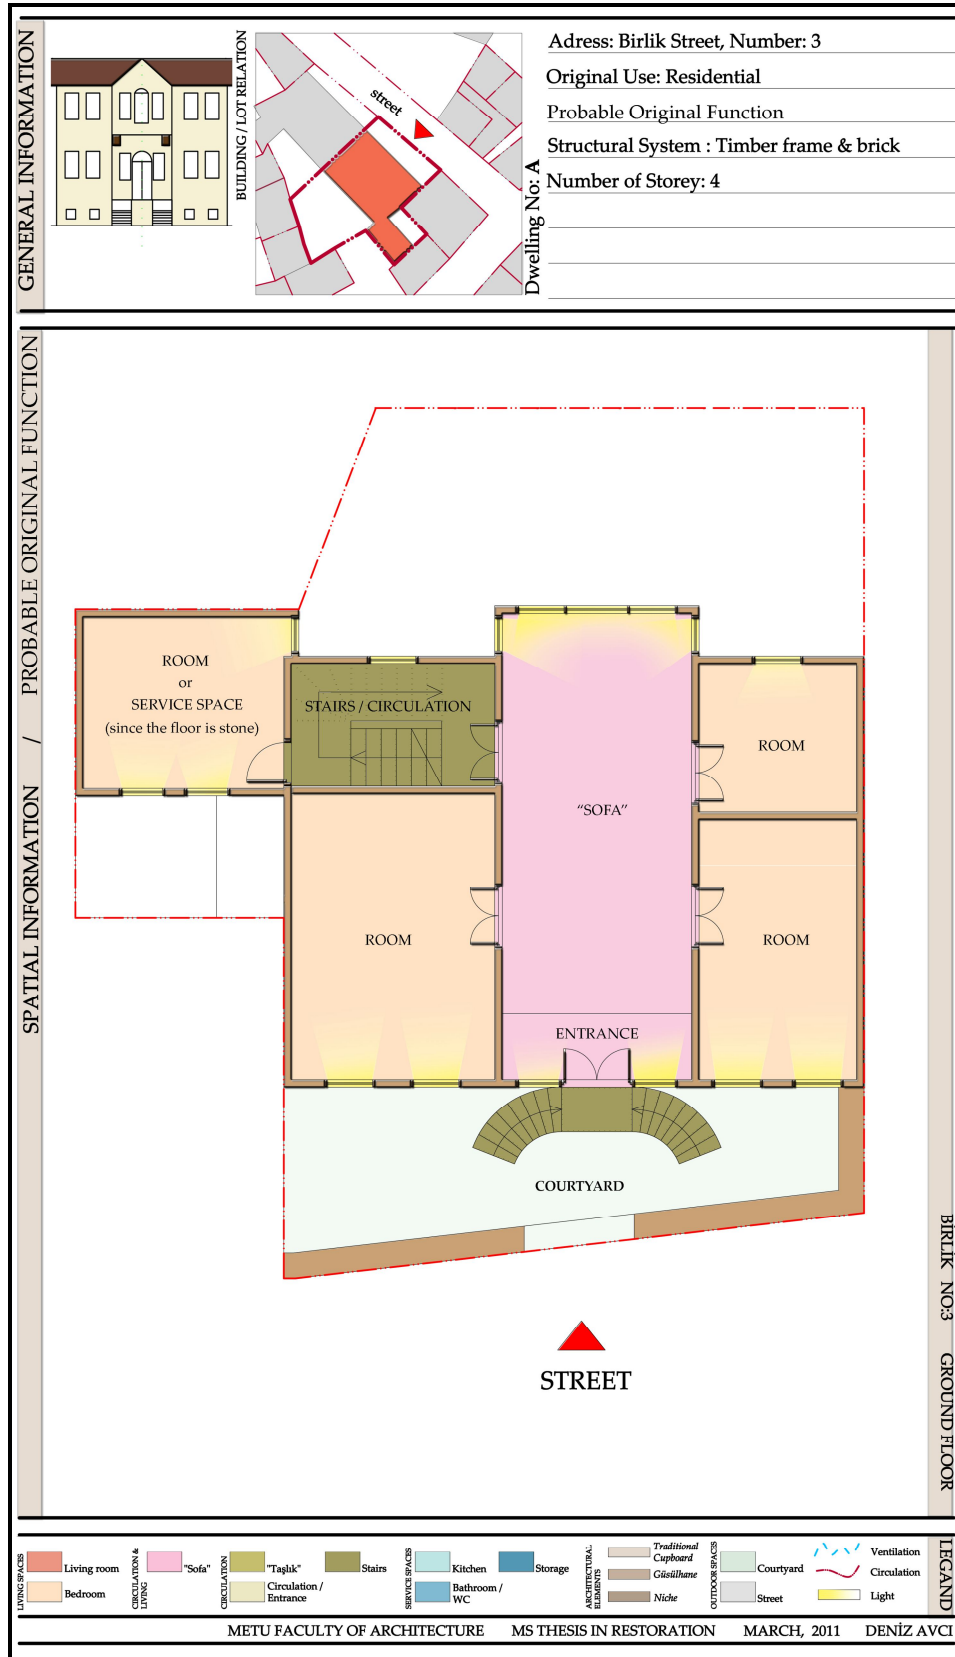 GENERAL INFORMATION
BUILDING / LOT RELATION
street
Dwelling No: A
Adress: Birlik Street, Number: 3
Original Use: Residential
Probable Original Function
Structural System : Timber frame & brick
Number of Storey: 4
SPATIAL INFORMATION / PROBABLE ORIGINAL FUNCTION
ROOM
or
SERVICE SPACE
(since the floor is stone)
STAIRS / CIRCULATION
ROOM
"SOFA"
ROOM
ROOM
ENTRANCE
COURTYARD
STREET
BİRLİK NO:3 GROUND FLOOR
LIVING SPACES
Living room
Bedroom
CIRCULATION &
LIVING
"Sofa"
CIRCULATION
"Taşlık"
Circulation /
Entrance
Stairs
SERVICE SPACES
Kitchen
Bathroom /
WC
Storage
ARCHITECTURAL
ELEMENTS
Traditional
Cupboard
Güsülhane
Niche
OUTDOOR SPACES
Courtyard
Street
Ventilation
Circulation
Light
LEGAND
METU FACULTY OF ARCHITECTURE MS THESIS IN RESTORATION MARCH, 2011 DENİZ AVCI